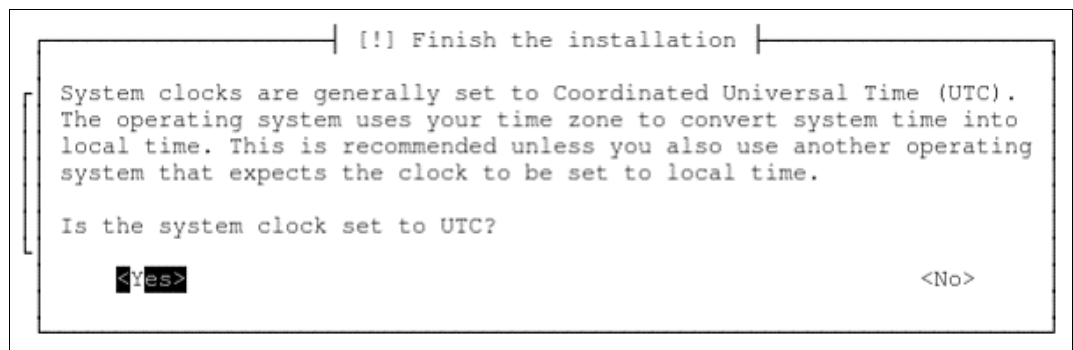 [!] Finish the installation
System clocks are generally set to Coordinated Universal Time (UTC).
The operating system uses your time zone to convert system time into
local time. This is recommended unless you also use another operating
system that expects the clock to be set to local time.
Is the system clock set to UTC?
<Yes> <No>